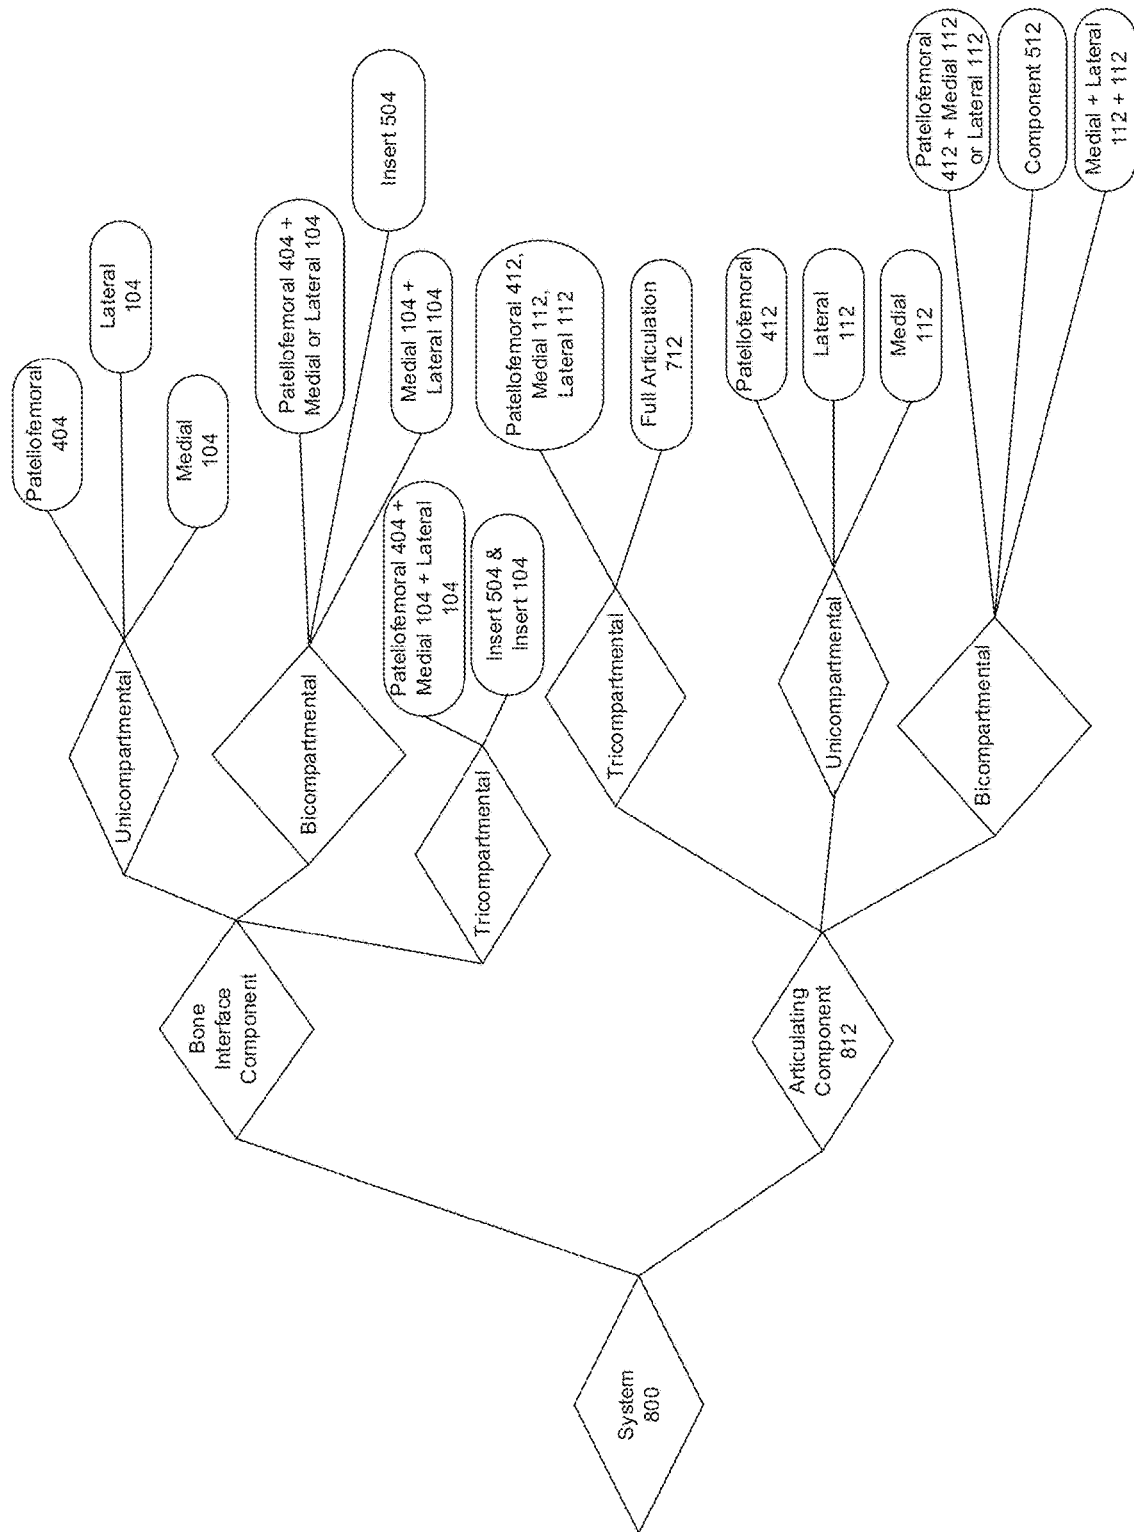 System
800
Bone
Interface
Component
Articulating
Component
812
Unicompartmental
Bicompartmental
Tricompartmental
Tricompartmental
Unicompartmental
Bicompartmental
Patellofemoral
404
Lateral
104
Medial
104
Patellofemoral 404 +
Medial or Lateral 104
Insert 504
Medial 104 +
Lateral 104
Patellofemoral 404 +
Medial 104 + Lateral
104
Insert 504 &
Insert 104
Patellofemoral 412,
Medial 112,
Lateral 112
Full Articulation
712
Patellofemoral
412
Lateral
112
Medial
112
Patellofemoral
412 + Medial 112
or Lateral 112
Component 512
Medial + Lateral
112 + 112